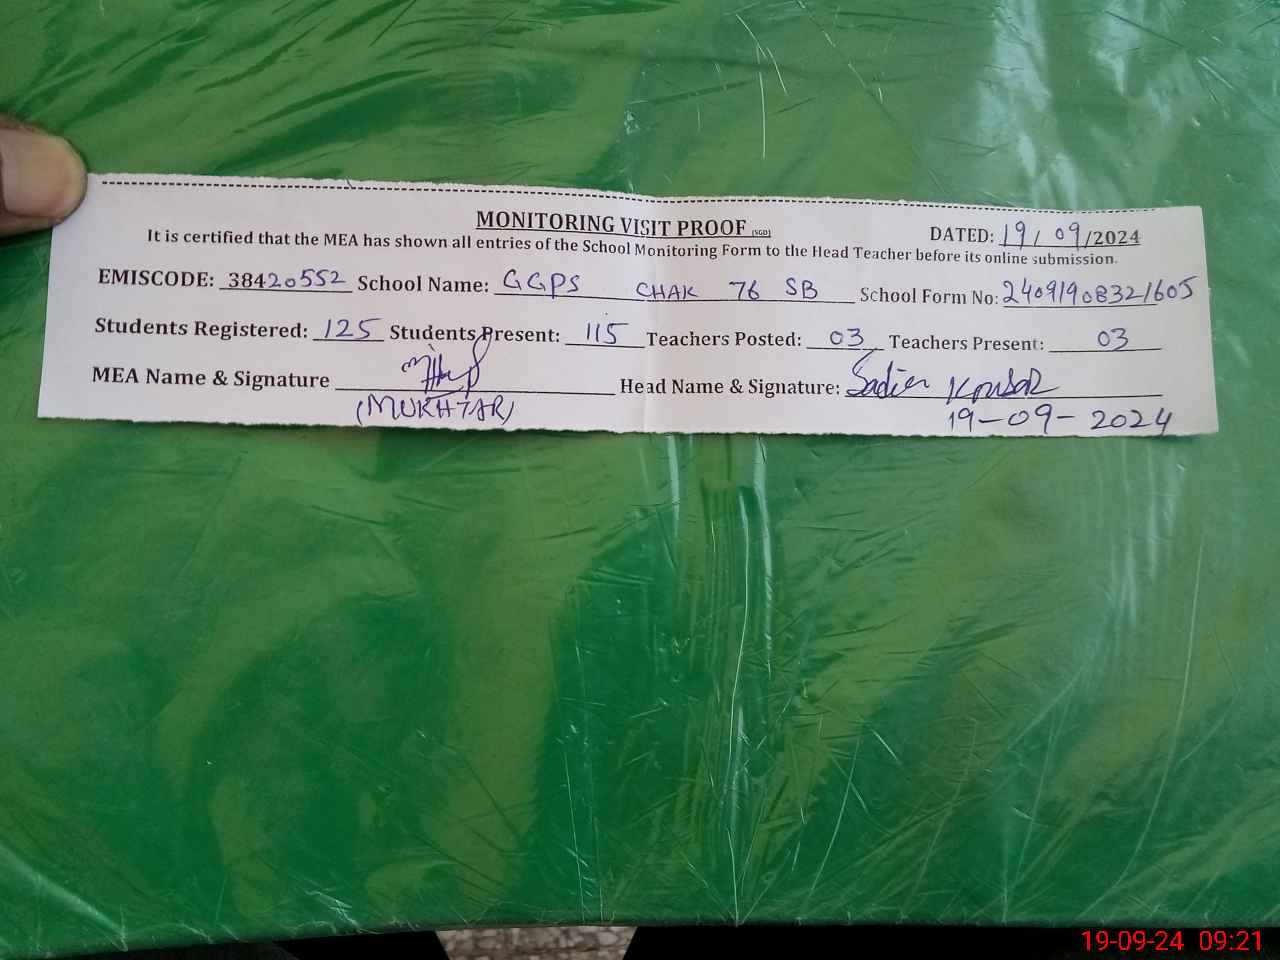 MONITORING VISIT PROOF (SGD) DATED: 19/09/2024
It is certified that the MEA has shown all entries of the School Monitoring Form to the Head Teacher before its online submission.
EMISCODE: 38420552 School Name: GGPS CHAK 76 SB School Form No: 24091908321605
Students Registered: 125 Students Present: 115 Teachers Posted: 03 Teachers Present: 03
MEA Name & Signature Head Name & Signature: Sadia Kousar
(MUKHTAR) 19-09-2024
19-09-24 09:21